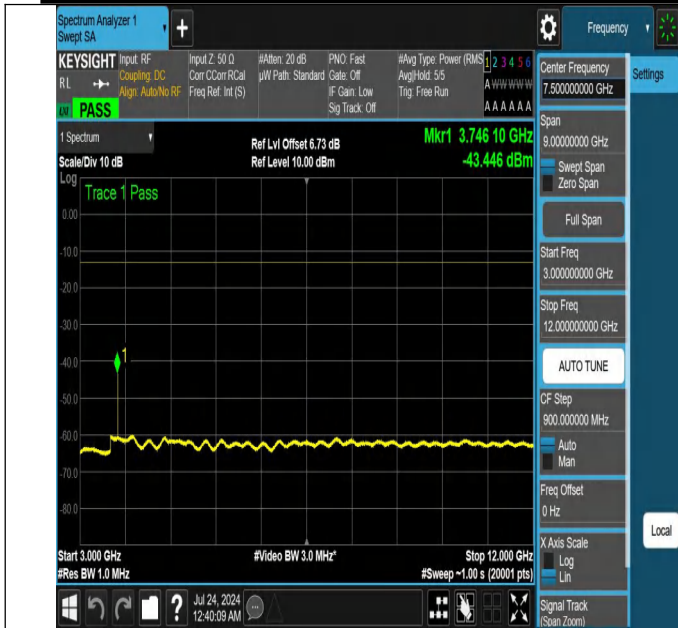 Spectrum Analyzer 1
Swept SA
+
Frequency
KEYSIGHT
RL
PASS
Input: RF
Coupling: DC
Align: Auto/No RF
Input Z: 50 Ω
Corr CCorr RCal
Freq Ref: Int (S)
#Atten: 20 dB
µW Path: Standard
PNO: Fast
Gate: Off
IF Gain: Low
Sig Track: Off
#Avg Type: Power (RMS
Avg|Hold: 5/5
Trig: Free Run
1 2 3 4 5 6
A W W W W W
A A A A A A
Center Frequency
7.500000000 GHz
Settings
Span
9.00000000 GHz
Swept Span
Zero Span
Full Span
Start Freq
3.000000000 GHz
Stop Freq
12.000000000 GHz
AUTO TUNE
CF Step
900.000000 MHz
Auto
Man
Freq Offset
0 Hz
X Axis Scale
Log
Lin
Local
Signal Track
(Span Zoom)
1 Spectrum
Scale/Div 10 dB
Ref Lvl Offset 6.73 dB
Ref Level 10.00 dBm
Mkr1 3.746 10 GHz
-43.446 dBm
Log
Trace 1 Pass
0.00
-10.0
-20.0
-30.0
-40.0
1
-50.0
-60.0
-70.0
-80.0
Start 3.000 GHz
#Video BW 3.0 MHz*
Stop 12.000 GHz
#Res BW 1.0 MHz
#Sweep ~1.00 s (20001 pts)
?
Jul 24, 2024
12:40:09 AM